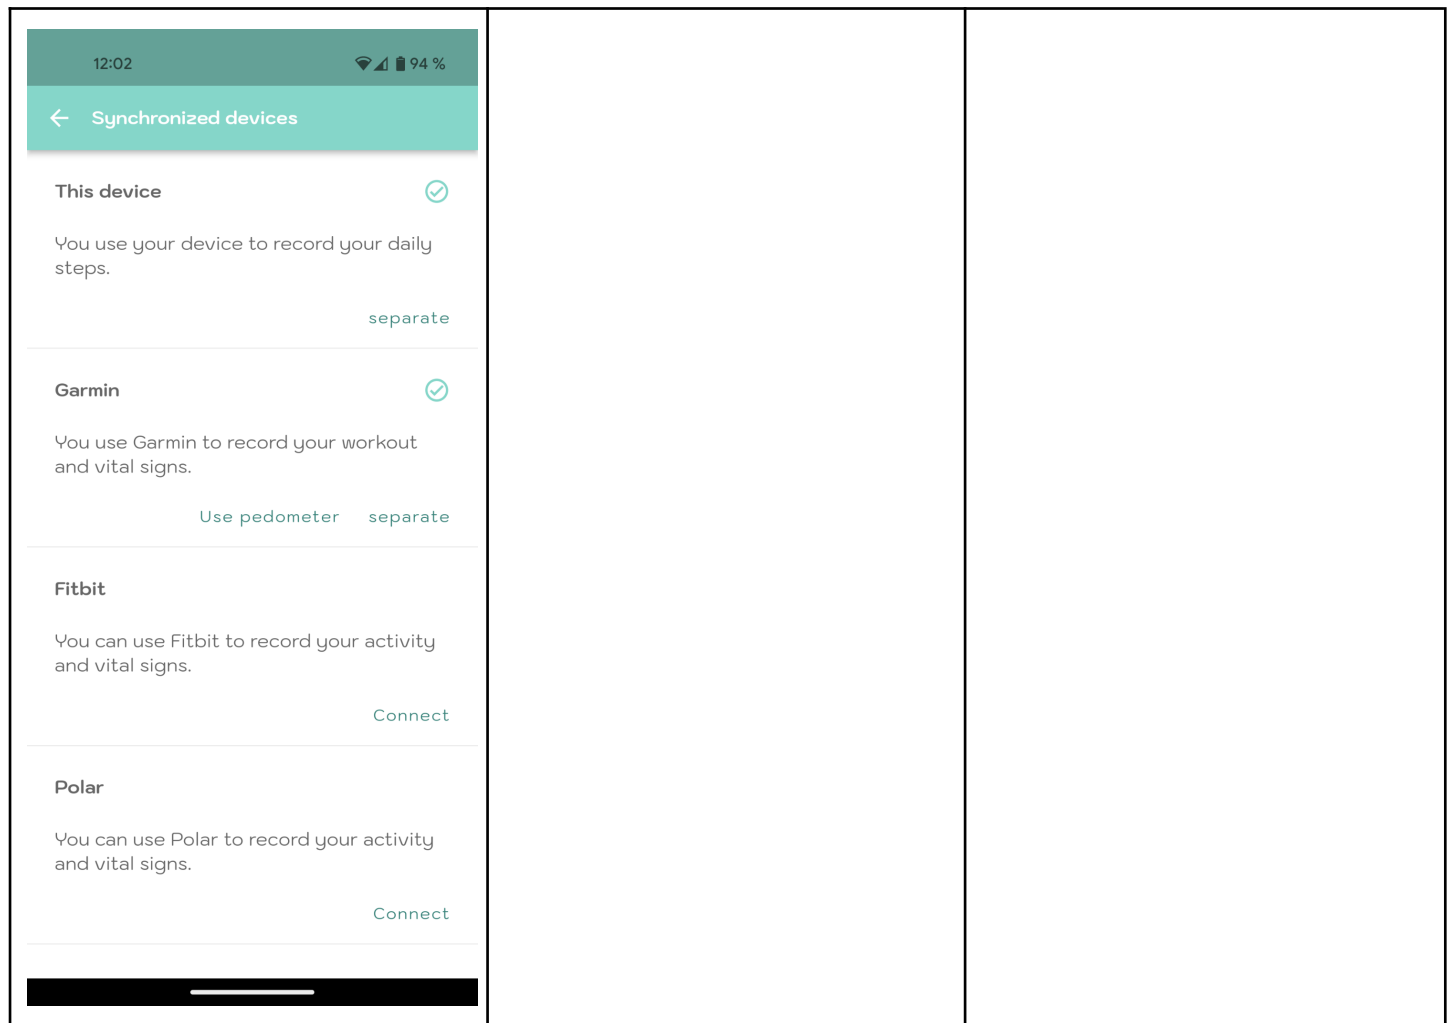 12:02 94 %
Synchronized devices
This device
You use your device to record your daily
steps.
separate
Garmin
You use Garmin to record your workout
and vital signs.
Use pedometer separate
Fitbit
You can use Fitbit to record your activity
and vital signs.
Connect
Polar
You can use Polar to record your activity
and vital signs.
Connect